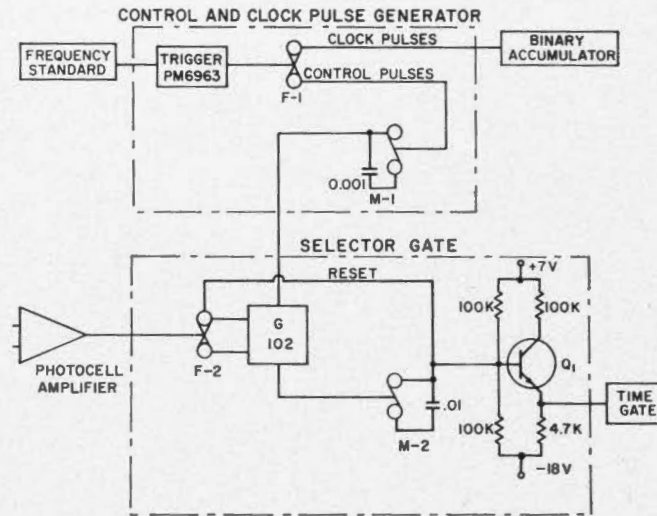 CONTROL AND CLOCK PULSE GENERATOR
FREQUENCY
STANDARD
TRIGGER
PM6963
CLOCK PULSES
BINARY
ACCUMULATOR
F-1
CONTROL PULSES
0.001
M-1
SELECTOR GATE
RESET
+7V
100K
100K
G
102
F-2
PHOTOCELL
AMPLIFIER
Q1
.01
M-2
100K
4.7K
TIME
GATE
-18V